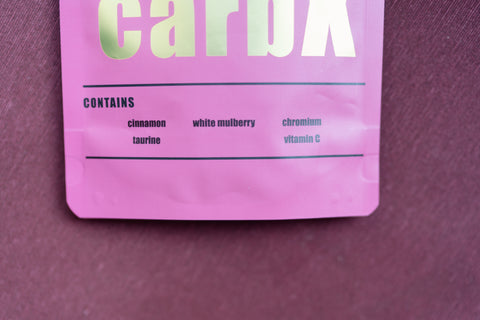 carbX
CONTAINS
cinnamon white mulberry chromium
taurine vitamin C